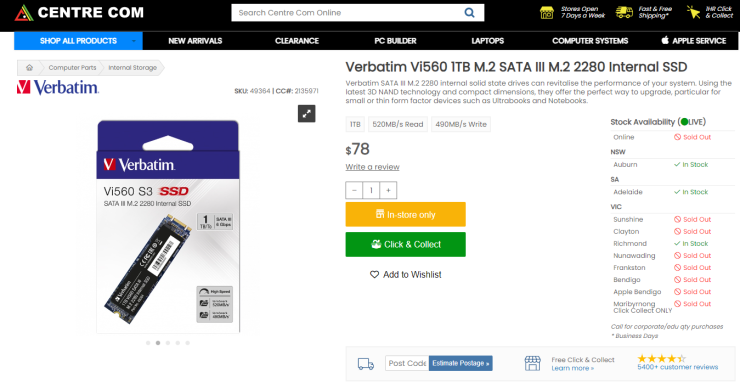 CENTRE COM
Search Centre Com Online
Stores Open
7 Days a Week
Fast & Free
Shipping*
1HR Click
& Collect
SHOP ALL PRODUCTS
NEW ARRIVALS
CLEARANCE
PC BUILDER
LAPTOPS
COMPUTER SYSTEMS
APPLE SERVICE
Computer Parts
Internal Storage
Verbatim
SKU: 49364 | CC#: 2135971
Verbatim.
Vi560 S3 SSD
SATA III M.2 2280 Internal SSD
1
TB/To
SATA III
6 Gbps
High Speed
Verbatim Vi560 1TB M.2 SATA III M.2 2280 Internal SSD
Verbatim SATA III M.2 2280 internal solid state drives can revitalise the performance of your system. Using the
latest 3D NAND technology and compact dimensions, they offer the perfect way to upgrade, particular for
small or thin form factor devices such as Ultrabooks and Notebooks.
1TB
520MB/s Read
490MB/s Write
$78
Write a review
− 1 +
In-store only
Click & Collect
Add to Wishlist
Stock Availability (LIVE)
Online Sold Out
NSW
Auburn In Stock
SA
Adelaide In Stock
VIC
Sunshine Sold Out
Clayton Sold Out
Richmond In Stock
Nunawading Sold Out
Frankston Sold Out
Bendigo Sold Out
Apple Bendigo Sold Out
Maribyrnong Sold Out
Click Collect ONLY
Call for corporate/edu qty purchases
* Business Days
Post Code
Estimate Postage »
Free Click & Collect
Learn more »
5400+ customer reviews